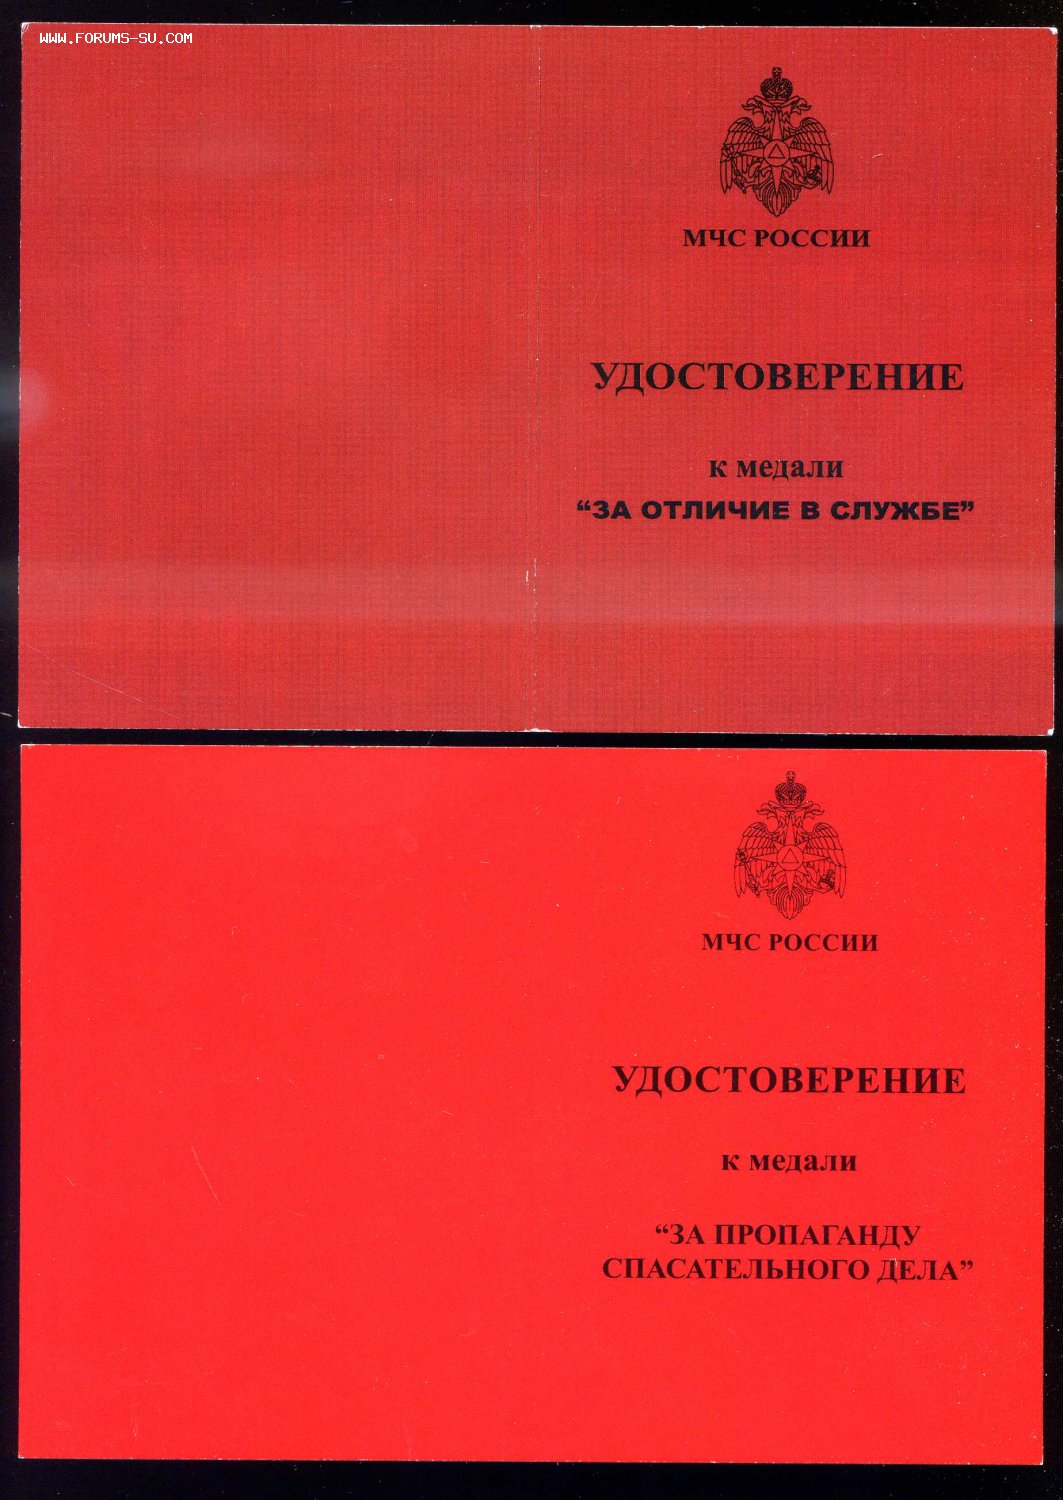 WWW.FORUMS-SU.COM
МЧС РОССИИ
УДОСТОВЕРЕНИЕ
к медали
“ЗА ОТЛИЧИЕ В СЛУЖБЕ”
МЧС РОССИИ
УДОСТОВЕРЕНИЕ
к медали
“ЗА ПРОПАГАНДУ
СПАСАТЕЛЬНОГО ДЕЛА”